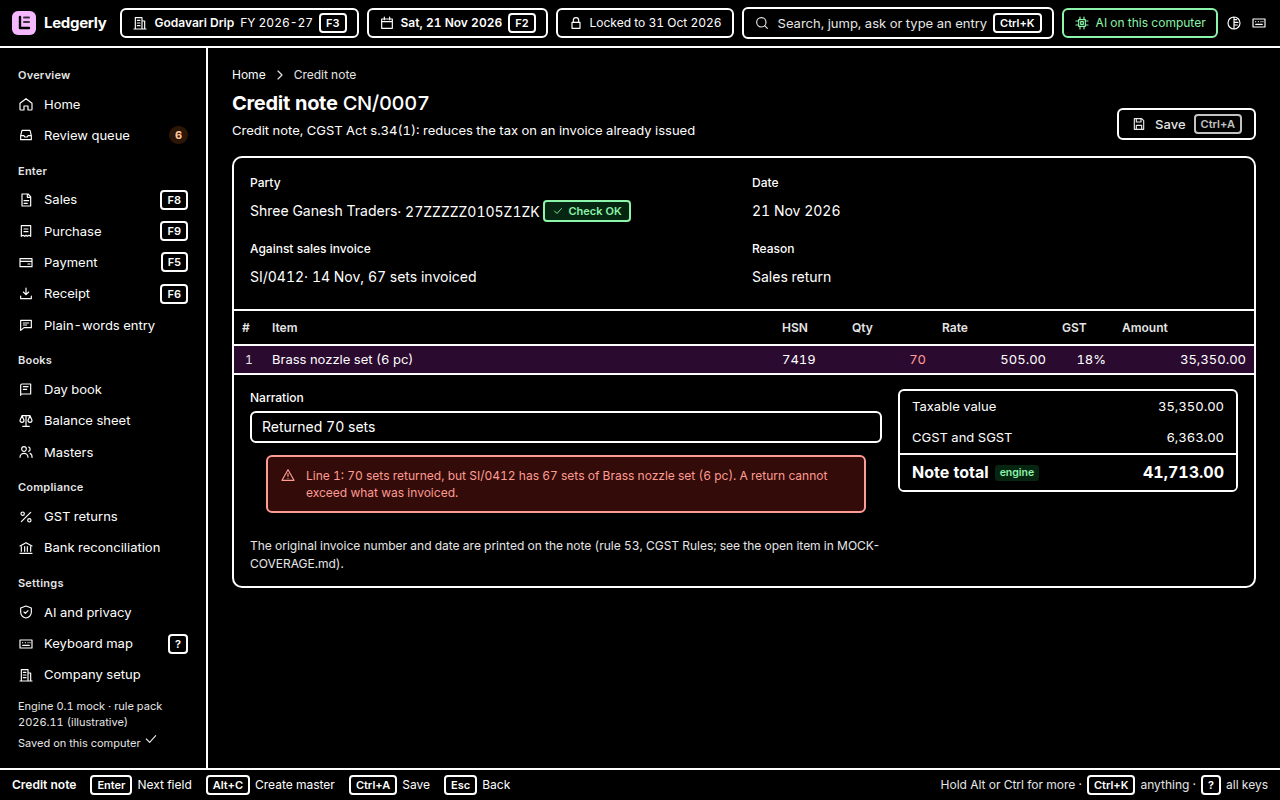 Ledgerly
Godavari Drip FY 2026-27 F3
Sat, 21 Nov 2026 F2
Locked to 31 Oct 2026
Search, jump, ask or type an entry Ctrl+K
AI on this computer
Overview
Home
Review queue 6
Enter
Sales F8
Purchase F9
Payment F5
Receipt F6
Plain-words entry
Books
Day book
Balance sheet
Masters
Compliance
GST returns
Bank reconciliation
Settings
AI and privacy
Keyboard map ?
Company setup
Engine 0.1 mock · rule pack
2026.11 (illustrative)
Saved on this computer
Home Credit note
Credit note CN/0007
Credit note, CGST Act s.34(1): reduces the tax on an invoice already issued
Save Ctrl+A
Party
Shree Ganesh Traders· 27ZZZZZ0105Z1ZK Check OK
Date
21 Nov 2026
Against sales invoice
SI/0412· 14 Nov, 67 sets invoiced
Reason
Sales return
# Item HSN Qty Rate GST Amount
1 Brass nozzle set (6 pc) 7419 70 505.00 18% 35,350.00
Narration
Returned 70 sets
Line 1: 70 sets returned, but SI/0412 has 67 sets of Brass nozzle set (6 pc). A return cannot
exceed what was invoiced.
The original invoice number and date are printed on the note (rule 53, CGST Rules; see the open item in MOCK-
COVERAGE.md).
Taxable value 35,350.00
CGST and SGST 6,363.00
Note total engine 41,713.00
Credit note Enter Next field Alt+C Create master Ctrl+A Save Esc Back
Hold Alt or Ctrl for more · Ctrl+K anything · ? all keys